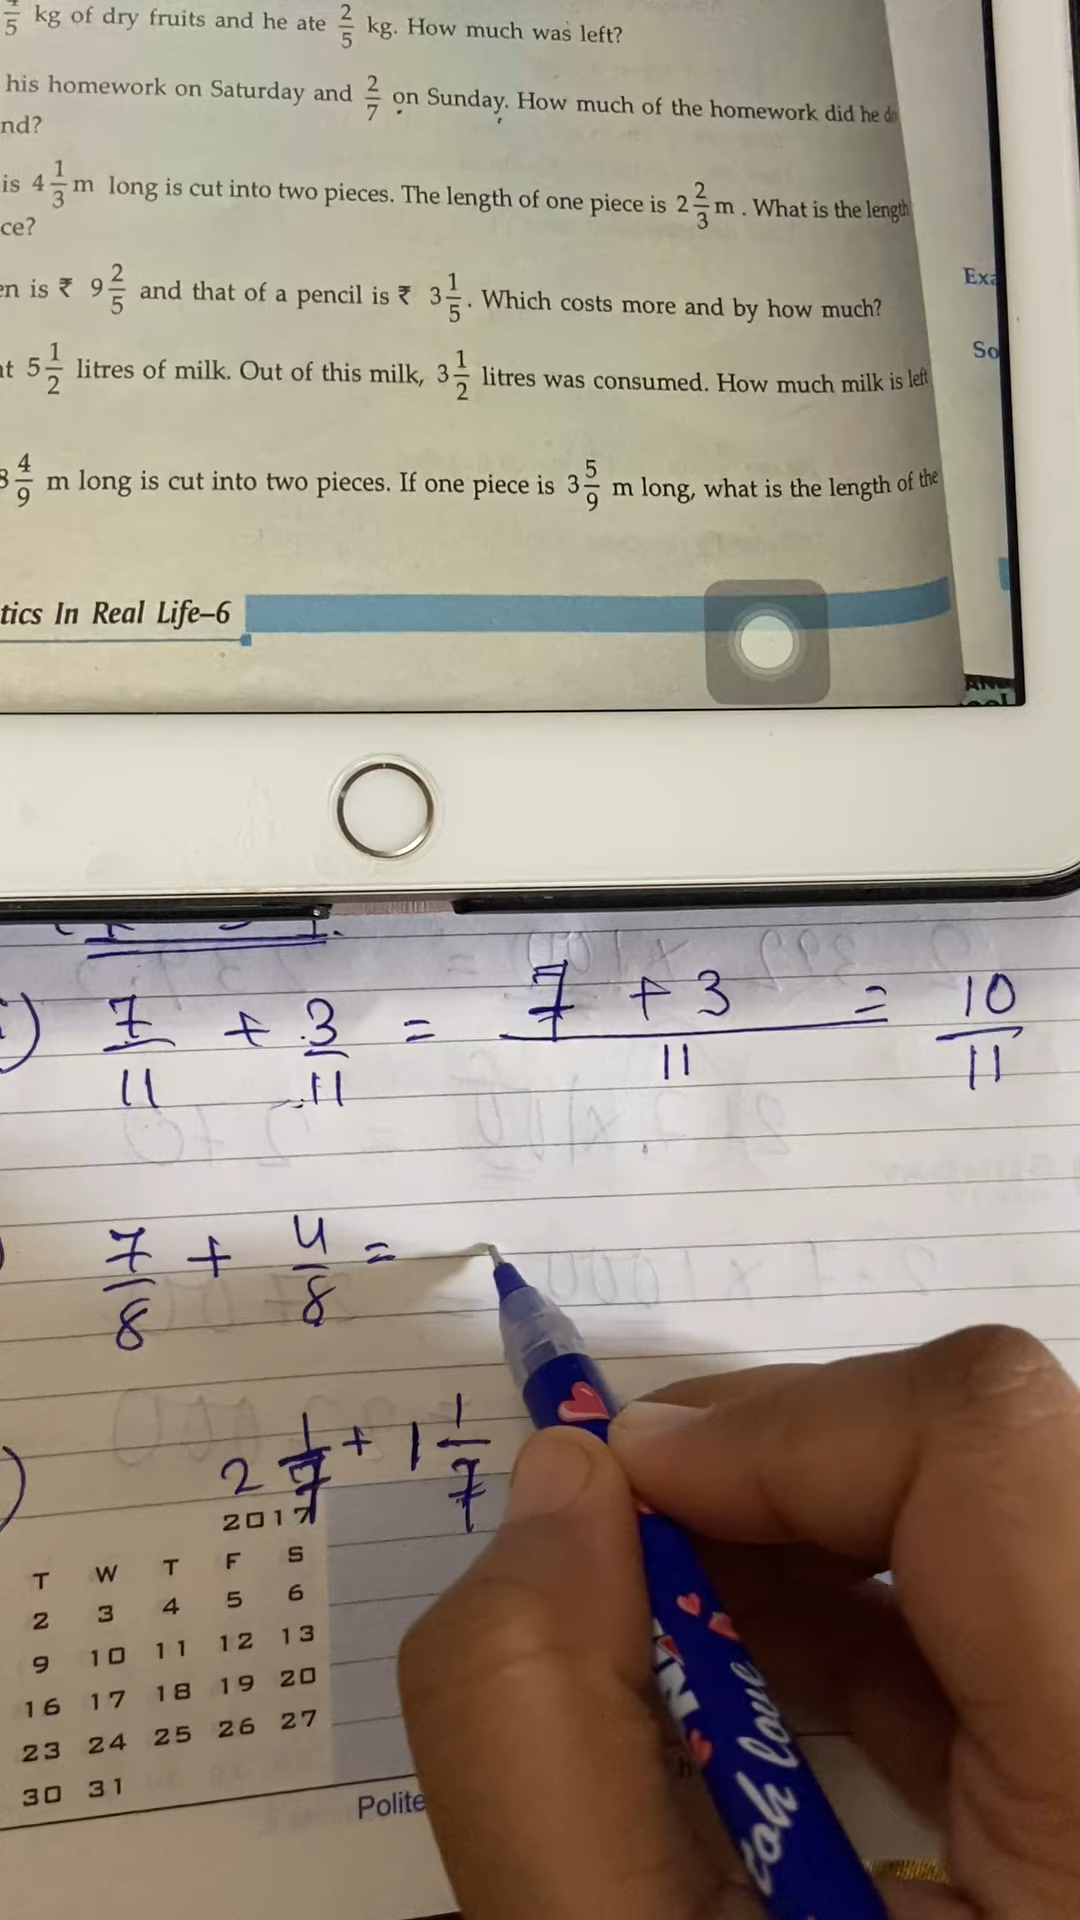 /5 kg of dry fruits and he ate 2/5 kg. How much was left?
his homework on Saturday and 2/7 on Sunday. How much of the homework did he
nd?
is 4 1/3 m long is cut into two pieces. The length of one piece is 2 2/3 m . What is the length
ce?
en is ₹ 9 2/5 and that of a pencil is ₹ 3 1/5. Which costs more and by how much?
5 1/2 litres of milk. Out of this milk, 3 1/2 litres was consumed. How much milk is left
4/9 m long is cut into two pieces. If one piece is 3 5/9 m long, what is the length of the
tics In Real Life–6
Exa
So
7/11 + 3/11 = 7 + 3/11 = 10/11
7/8 + 4/8 =
2 1/7 + 1 1/7
2017
T W T F S
2 3 4 5 6
9 10 11 12 13
16 17 18 19 20
23 24 25 26 27
30 31
Polite